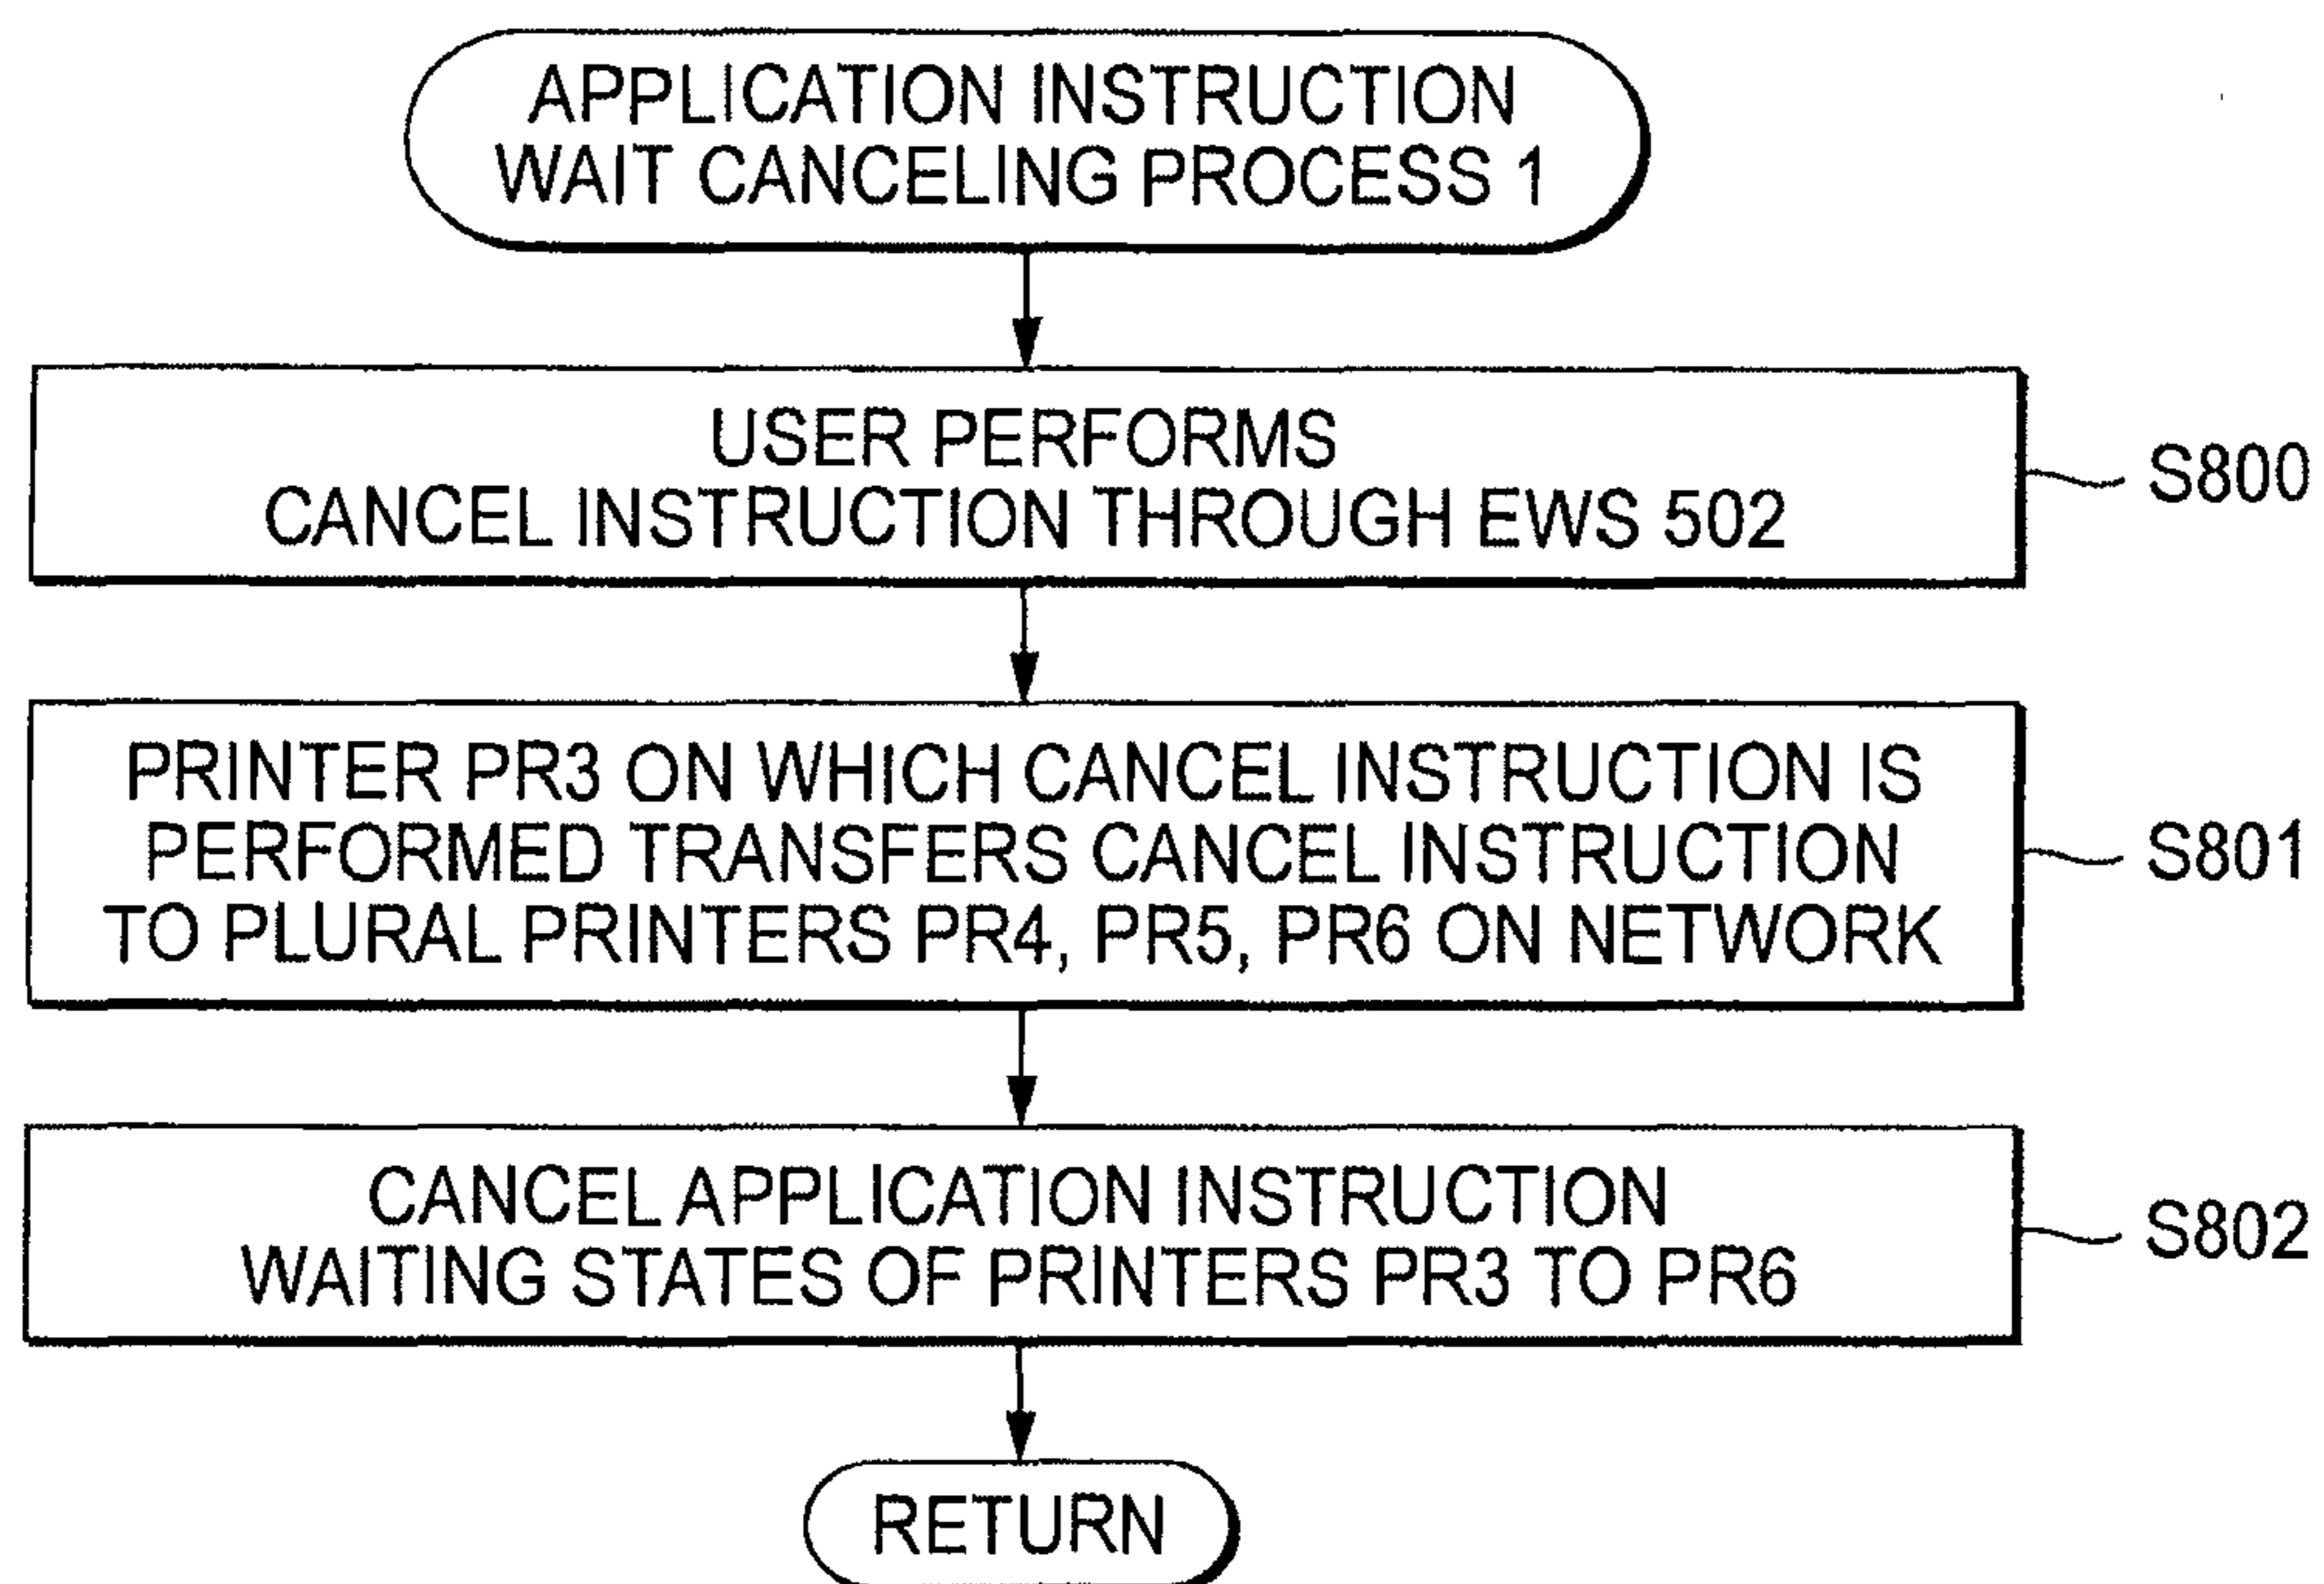 APPLICATION INSTRUCTION
WAIT CANCELING PROCESS 1
USER PERFORMS
CANCEL INSTRUCTION THROUGH EWS 502
S800
PRINTER PR3 ON WHICH CANCEL INSTRUCTION IS
PERFORMED TRANSFERS CANCEL INSTRUCTION
TO PLURAL PRINTERS PR4, PR5, PR6 ON NETWORK
S801
CANCEL APPLICATION INSTRUCTION
WAITING STATES OF PRINTERS PR3 TO PR6
S802
RETURN